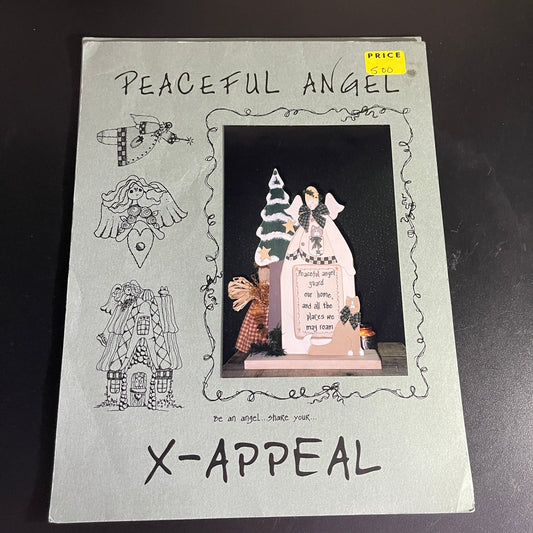 PRICE
5.00
PEACEFUL ANGEL
Peaceful angel
guard
our home,
and all the
places we
may roam
Be an angel...share your...
X-APPEAL